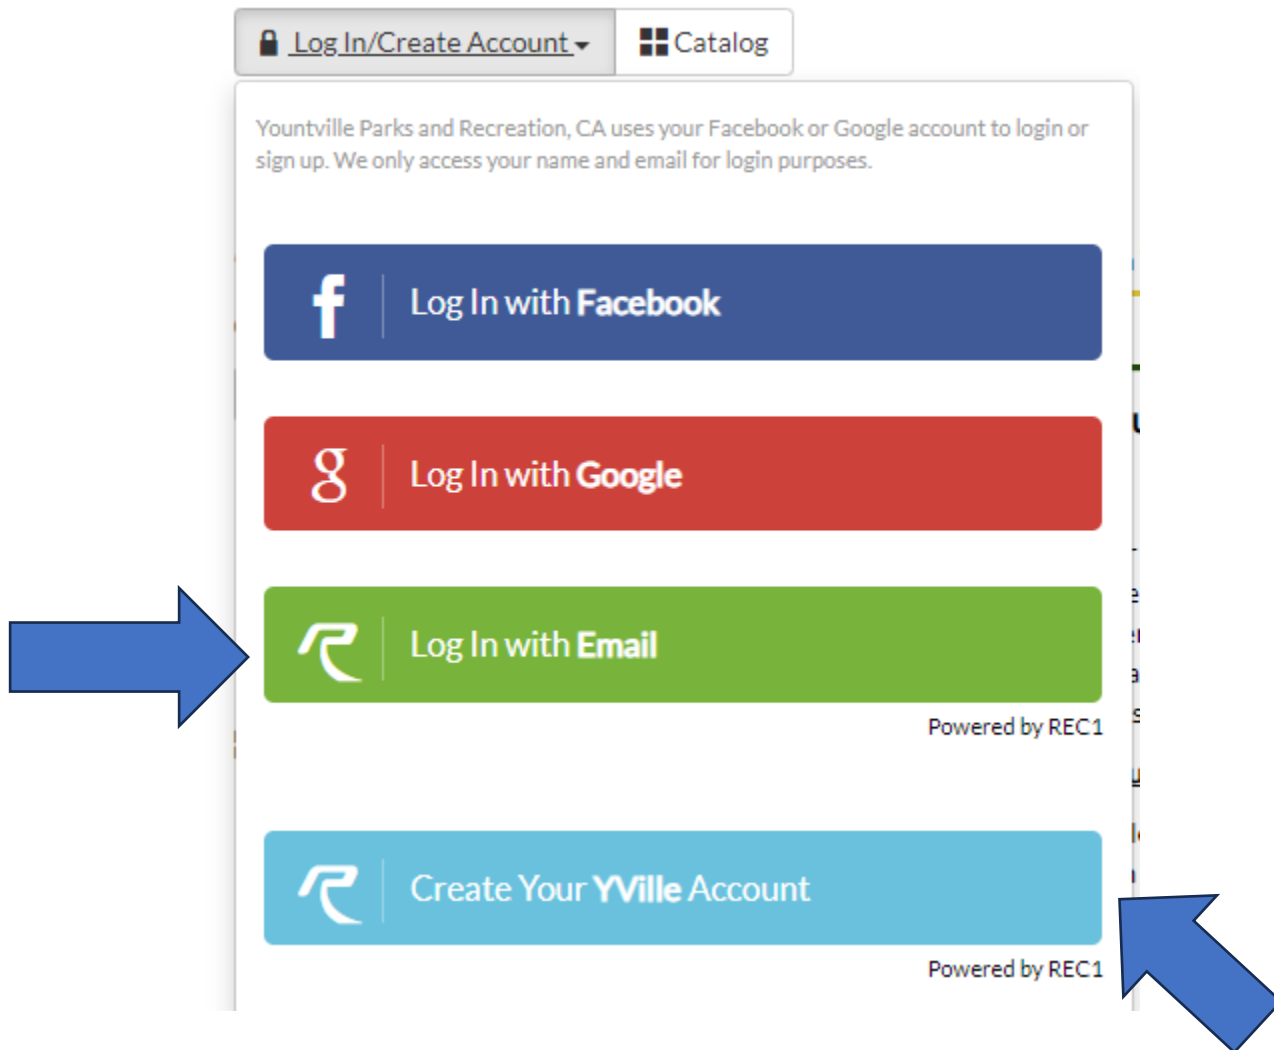 Log In/Create Account
Catalog
Yountville Parks and Recreation, CA uses your Facebook or Google account to login or
sign up. We only access your name and email for login purposes.
f
Log In with Facebook
g
Log In with Google
Log In with Email
Powered by REC1
Create Your YVille Account
Powered by REC1